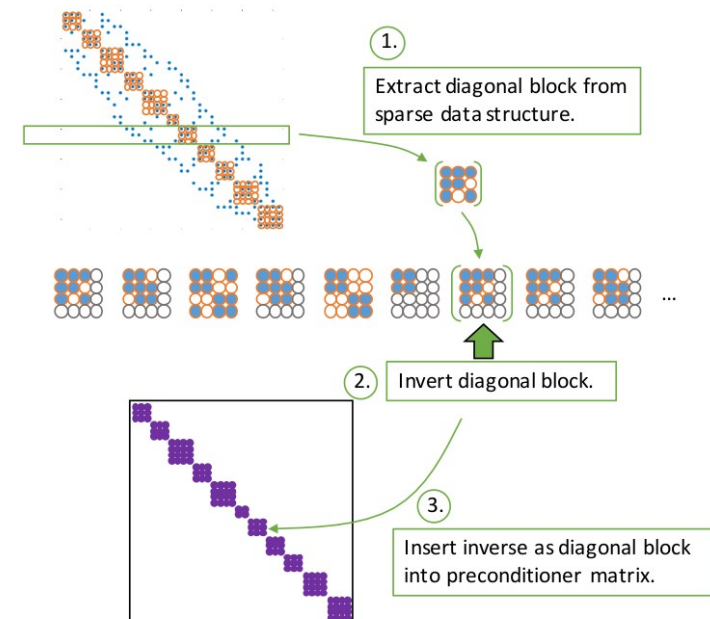 1.
Extract diagonal block from
sparse data structure.
...
2.
Invert diagonal block.
3.
Insert inverse as diagonal block
into preconditioner matrix.